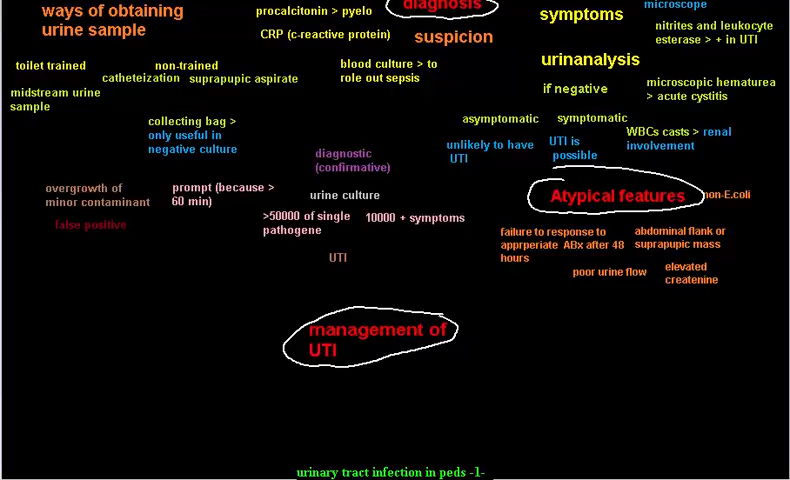 ways of obtaining
urine sample
procalcitonin > pyelo
CRP (c-reactive protein)
diagnosis
suspicion
symptoms
microscope
nitrites and leukocyte
esterase > + in UTI
urinanalysis
toilet trained
non-trained
catheteization
suprapupic aspirate
blood culture > to
role out sepsis
if negative
microscopic hematurea
> acute cystitis
midstream urine
sample
collecting bag >
only useful in
negative culture
asymptomatic
symptomatic
unlikely to have
UTI
UTI is
possible
WBCs casts > renal
involvement
diagnostic
(confirmative)
overgrowth of
minor contaminant
prompt (because >
60 min)
urine culture
Atypical features
non-E.coli
false positive
>50000 of single
pathogene
10000 + symptoms
failure to response to
apprperiate ABx after 48
hours
abdominal flank or
suprapupic mass
UTI
poor urine flow
elevated
createnine
management of
UTI
urinary tract infection in peds -1-